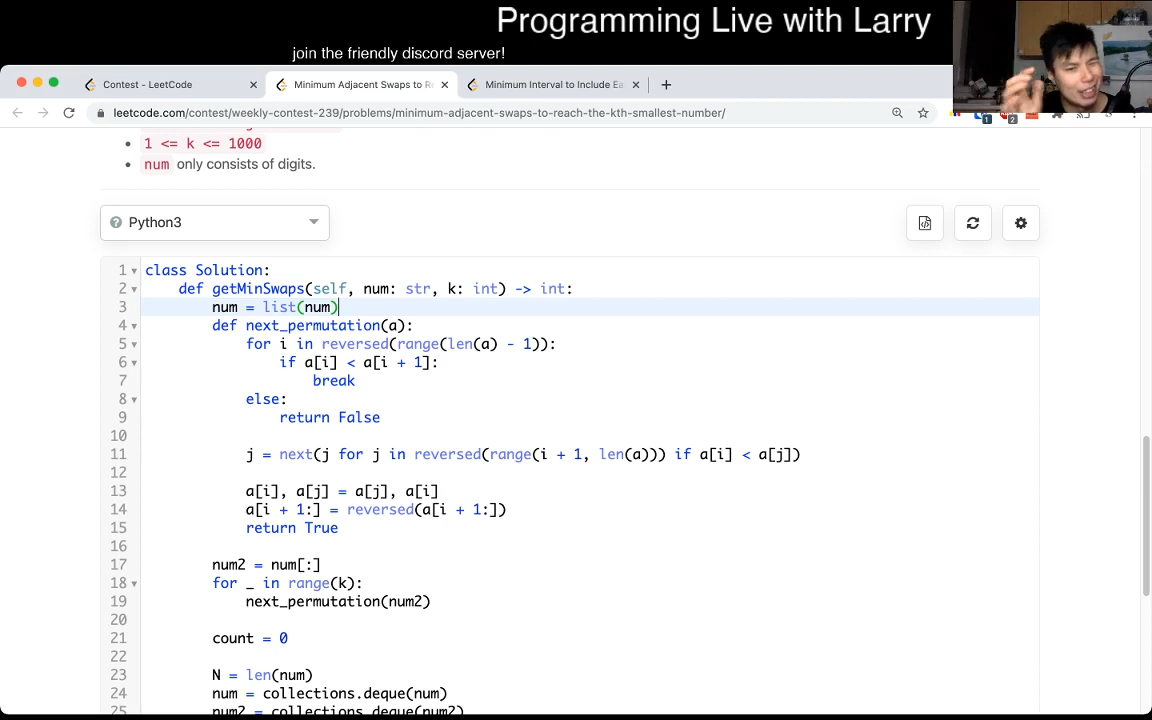 Programming Live with Larry
join the friendly discord server!
Contest - LeetCode
Minimum Adjacent Swaps to R
Minimum Interval to Include Ea
leetcode.com/contest/weekly-contest-239/problems/minimum-adjacent-swaps-to-reach-the-kth-smallest-number/
1 <= k <= 1000
num only consists of digits.
Python3
1 class Solution:
2 def getMinSwaps(self, num: str, k: int) -> int:
3 num = list(num)
4 def next_permutation(a):
5 for i in reversed(range(len(a) - 1)):
6 if a[i] < a[i + 1]:
7 break
8 else:
9 return False
10
11 j = next(j for j in reversed(range(i + 1, len(a))) if a[i] < a[j])
12
13 a[i], a[j] = a[j], a[i]
14 a[i + 1:] = reversed(a[i + 1:])
15 return True
16
17 num2 = num[:]
18 for _ in range(k):
19 next_permutation(num2)
20
21 count = 0
22
23 N = len(num)
24 num = collections.deque(num)
25 num2 = collections.deque(num2)